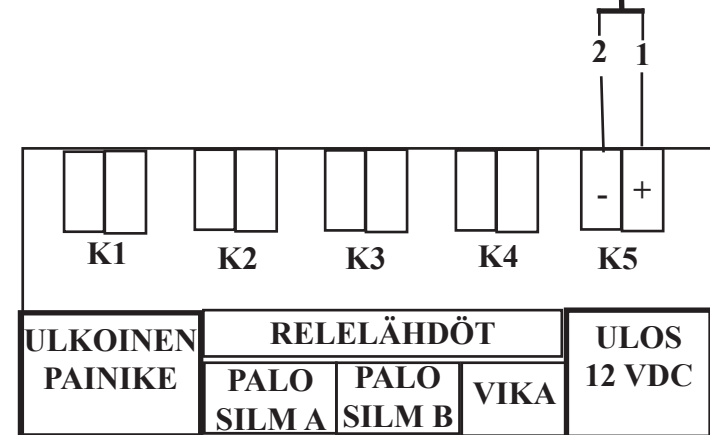 2 1
- +
K1 K2 K3 K4 K5
ULKOINEN
PAINIKE
RELELÄHDÖT
PALO
SILM A
PALO
SILM B
VIKA
ULOS
12 VDC